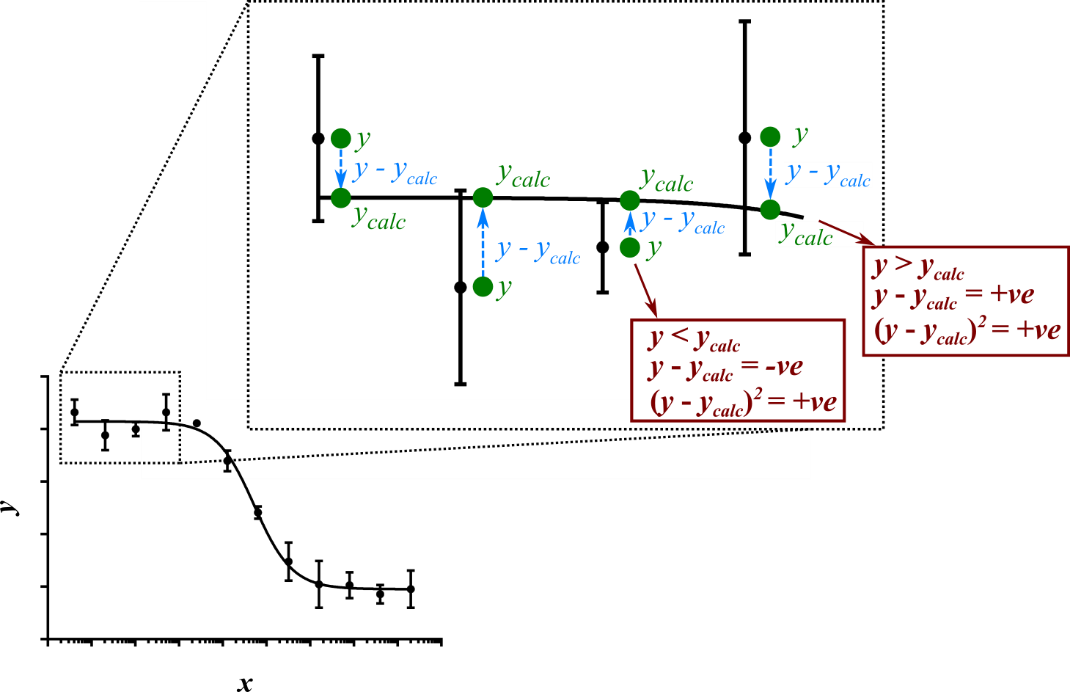 y
y - ycalc
ycalc
ycalc
y - ycalc
y
ycalc
y - ycalc
y
y
y - ycalc
ycalc
y > ycalc
y - ycalc = +ve
(y - ycalc)2 = +ve
y < ycalc
y - ycalc = -ve
(y - ycalc)2 = +ve
y
x